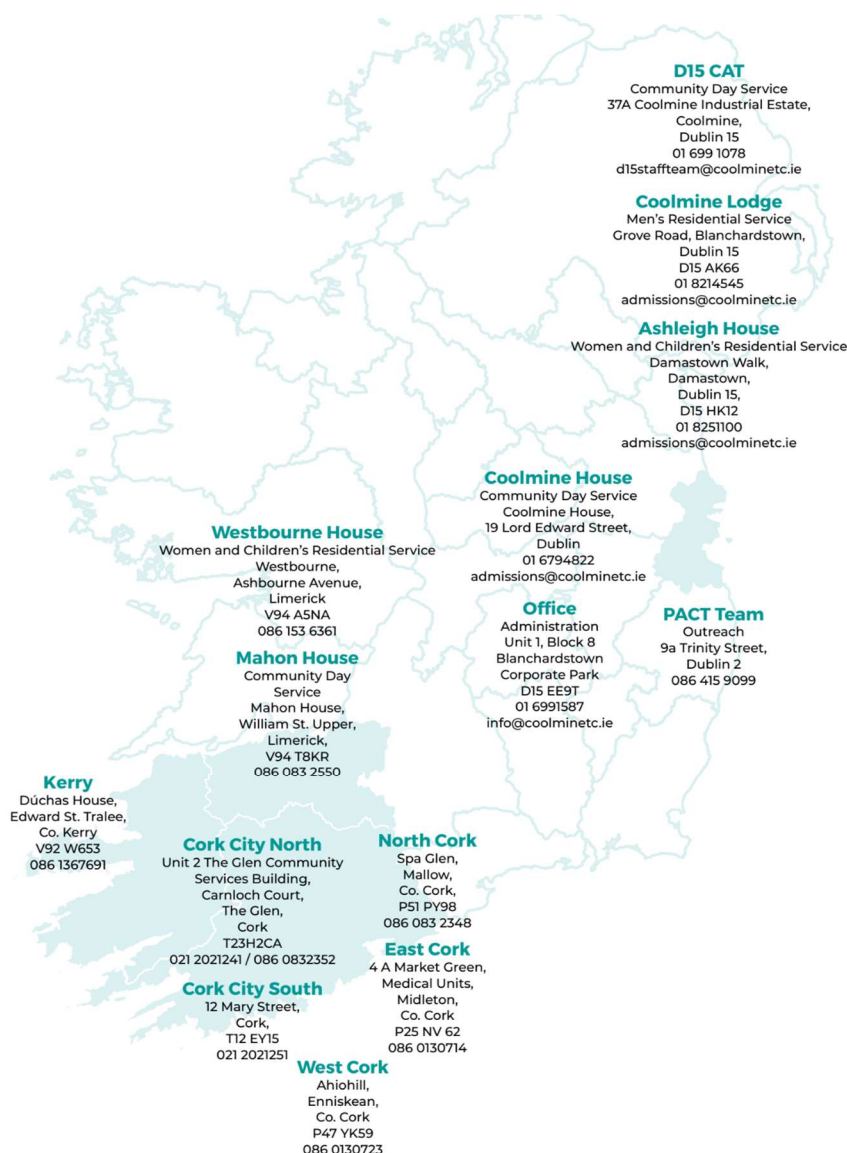 D15 CAT
Community Day Service
37A Coolmine Industrial Estate,
Coolmine,
Dublin 15
01 699 1078
d15staffteam@coolminetc.ie
Coolmine Lodge
Men's Residential Service
Grove Road, Blanchardstown,
Dublin 15
D15 AK66
01 8214545
admissions@coolminetc.ie
Ashleigh House
Women and Children's Residential Service
Damastown Walk,
Damastown,
Dublin 15,
D15 HK12
01 8251100
admissions@coolminetc.ie
Coolmine House
Community Day Service
Coolmine House,
19 Lord Edward Street,
Dublin
01 6794822
admissions@coolminetc.ie
Westbourne House
Women and Children's Residential Service
Westbourne,
Ashbourne Avenue,
Limerick
V94 A5NA
086 153 6361
Office
Administration
Unit 1, Block 8
Blanchardstown
Corporate Park
D15 EE9T
01 6991587
info@coolminetc.ie
PACT Team
Outreach
9a Trinity Street,
Dublin 2
086 415 9099
Mahon House
Community Day
Service
Mahon House,
William St. Upper,
Limerick,
V94 T8KR
086 083 2550
Kerry
Dúchas House,
Edward St. Tralee,
Co. Kerry
V92 W653
086 1367691
Cork City North
Unit 2 The Glen Community
Services Building,
Carnloch Court,
The Glen,
Cork
T23H2CA
021 2021241 / 086 0832352
North Cork
Spa Glen,
Mallow,
Co. Cork,
P51 PY98
086 083 2348
East Cork
4 A Market Green,
Medical Units,
Midleton,
Co. Cork
P25 NV 62
086 0130714
Cork City South
12 Mary Street,
Cork,
T12 EY15
021 2021251
West Cork
Ahiohill,
Enniskean,
Co. Cork
P47 YK59
086 0130723